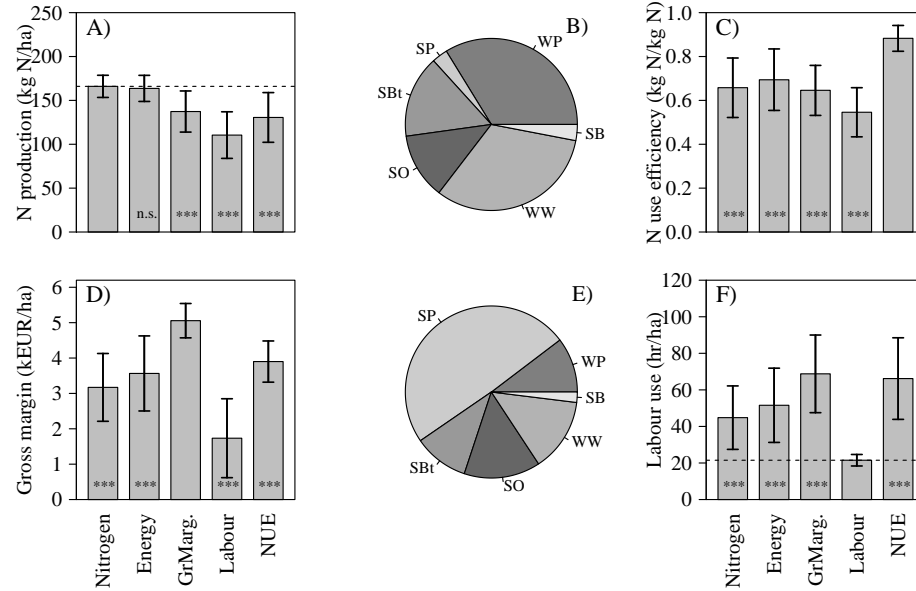 A)
N production (kg N/ha)
250
200
150
100
50
0
n.s.
***
***
***
B)
WP
SP
SBt
SO
WW
SB
C)
N use efficiency (kg N/kg N)
1.0
0.8
0.6
0.4
0.2
0.0
***
***
***
***
D)
Gross margin (kEUR/ha)
6
5
4
3
2
1
0
***
***
***
***
Nitrogen
Energy
GrMarg.
Labour
NUE
E)
SP
WP
SB
WW
SO
SBt
F)
Labour use (hr/ha)
120
100
80
60
40
20
0
***
***
***
***
Nitrogen
Energy
GrMarg.
Labour
NUE